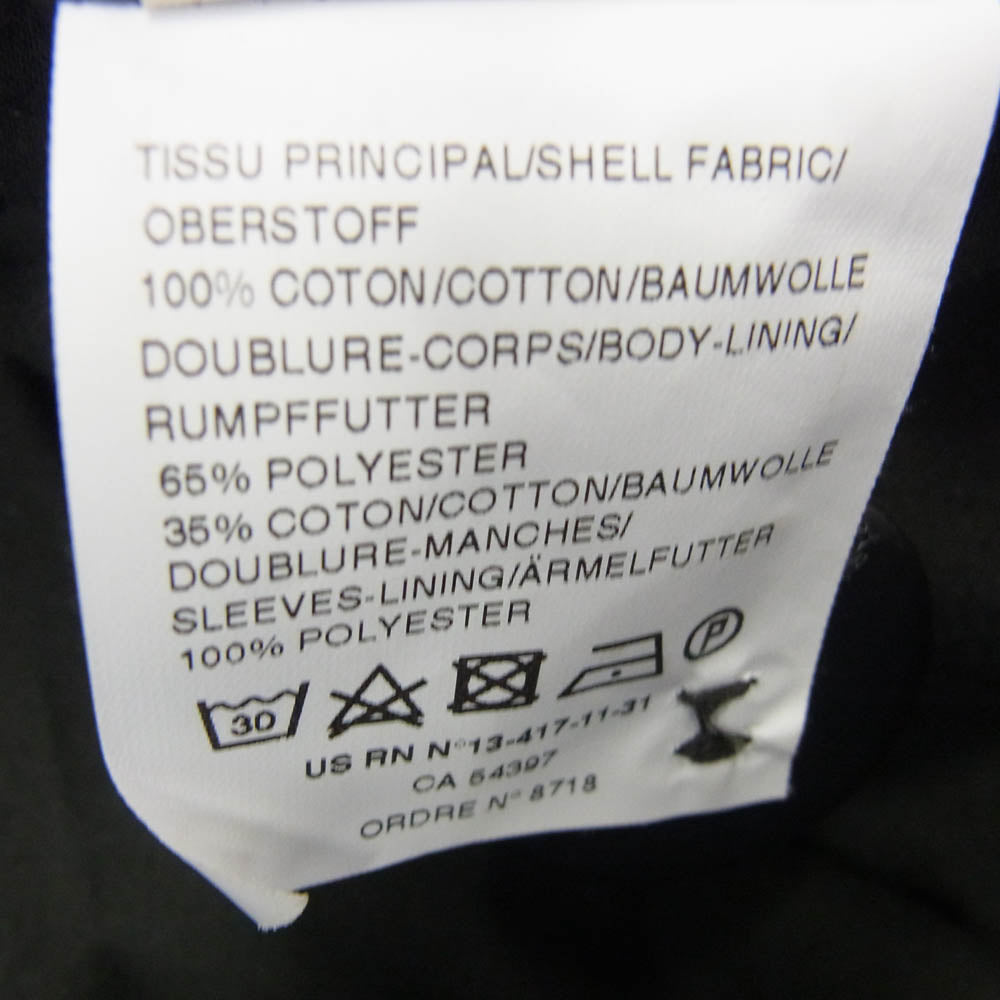 TISSU PRINCIPAL/SHELL FABRIC/
OBERSTOFF
100% COTON/COTTON/BAUMWOLLE
DOUBLURE-CORPS/BODY-LINING/
RUMPFFUTTER
65% POLYESTER
35% COTON/COTTON/BAUMWOLLE
DOUBLURE-MANCHES/
SLEEVES-LINING/ÄRMELFUTTER
100% POLYESTER
30 P
US RN N°13-417-11-31
CA 54397
ORDRE N° 8718